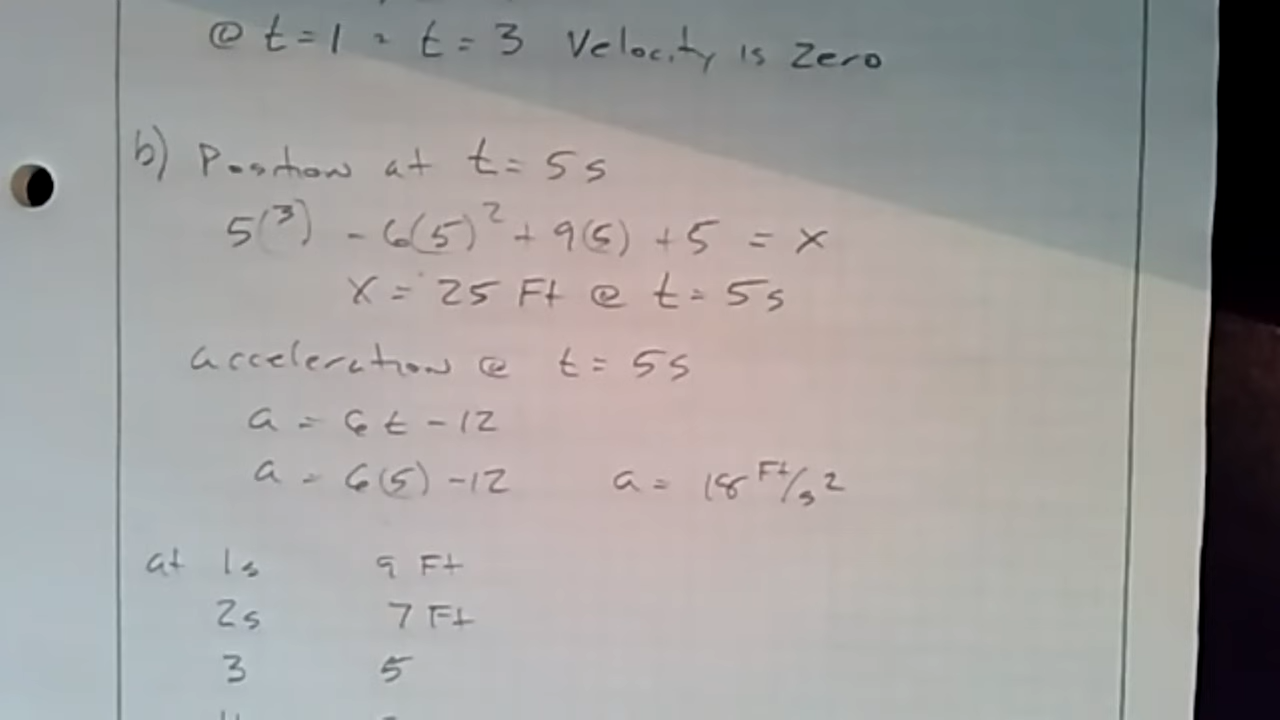 @ t=1 , t=3 Velocity is Zero
b) Position at t=5s
5(³) - 6(5)² + 9(5) + 5 = x
x = 25 Ft @ t=5s
acceleration @ t=5s
a = 6t - 12
a = 6(5) - 12 a = 18 Ft/s²
at 1s 9 Ft
2s 7 Ft
3 5